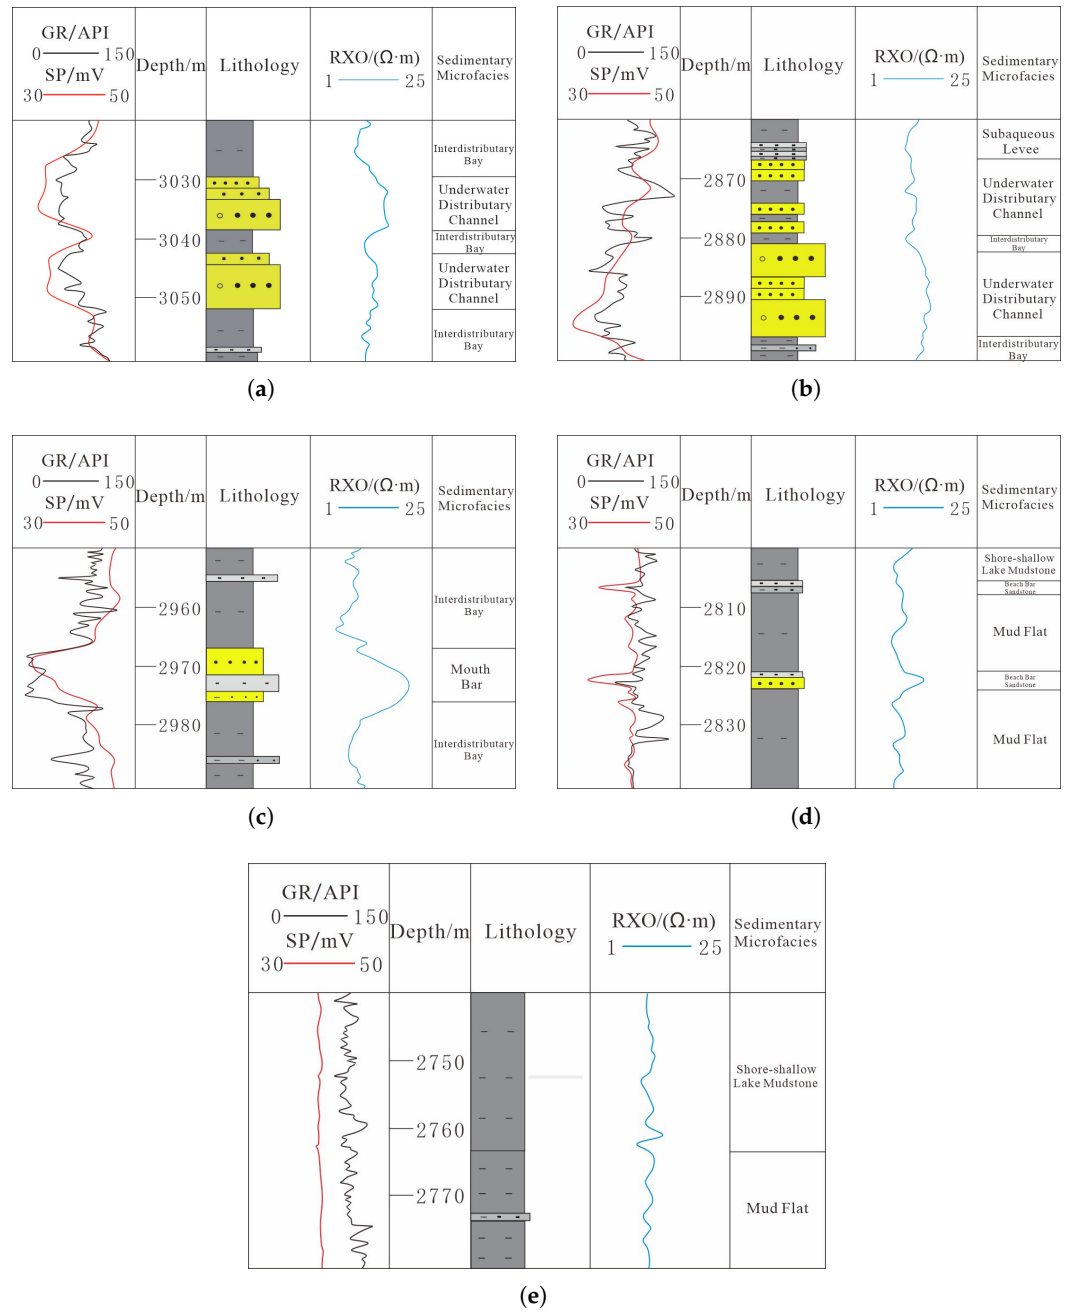 GR/API
0 150
SP/mV
30 50
Depth/m
Lithology
RXO/(Ω·m)
1 25
Sedimentary
Microfacies
3030
3040
3050
Interdistributary
Bay
Underwater
Distributary
Channel
Interdistributary
Bay
Underwater
Distributary
Channel
Interdistributary
Bay
(a)
GR/API
0 150
SP/mV
30 50
Depth/m
Lithology
RXO/(Ω·m)
1 25
Sedimentary
Microfacies
2870
2880
2890
Subaqueous
Levee
Underwater
Distributary
Channel
Interdistributary
Bay
Underwater
Distributary
Channel
Interdistributary
Bay
(b)
GR/API
0 150
SP/mV
30 50
Depth/m
Lithology
RXO/(Ω·m)
1 25
Sedimentary
Microfacies
2960
2970
2980
Interdistributary
Bay
Mouth
Bar
Interdistributary
Bay
(c)
GR/API
0 150
SP/mV
30 50
Depth/m
Lithology
RXO/(Ω·m)
1 25
Sedimentary
Microfacies
2810
2820
2830
Shore-shallow
Lake Mudstone
Beach Bar
Sandstone
Mud Flat
Beach Bar
Sandstone
Mud Flat
(d)
GR/API
0 150
SP/mV
30 50
Depth/m
Lithology
RXO/(Ω·m)
1 25
Sedimentary
Microfacies
2750
2760
2770
Shore-shallow
Lake Mudstone
Mud Flat
(e)